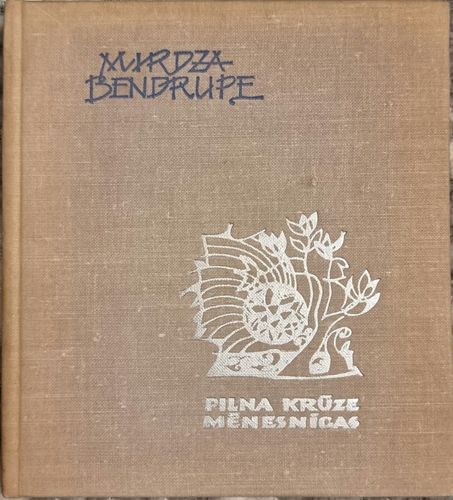 MIRDZA
BENDRUPE
PILNA KRŪZE
MĒNESNĪCAS